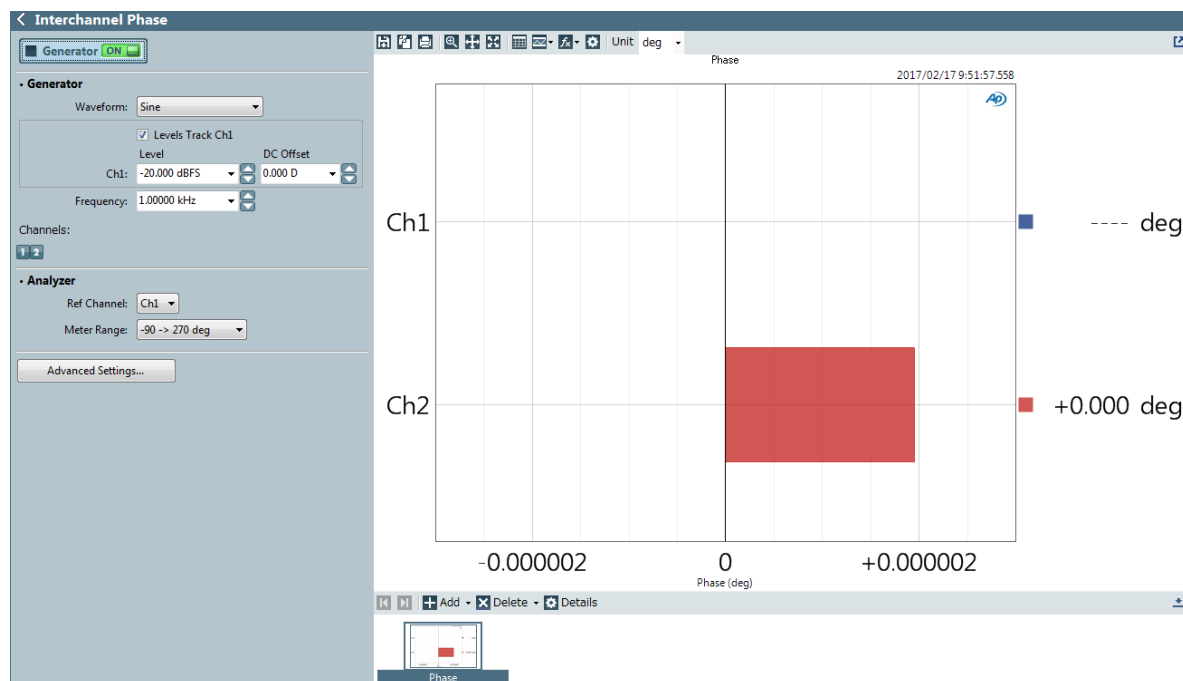 Interchannel Phase
Generator ON
Generator
Waveform: Sine
Levels Track Ch1
Level DC Offset
Ch1: -20.000 dBFS 0.000 D
Frequency: 1.00000 kHz
Channels:
1 2
Analyzer
Ref Channel: Ch1
Meter Range: -90 -> 270 deg
Advanced Settings...
Unit deg
Phase
2017/02/17 9:51:57.558
AP
Ch1 ---- deg
Ch2 +0.000 deg
-0.000002 0 +0.000002
Phase (deg)
Add Delete Details
Phase